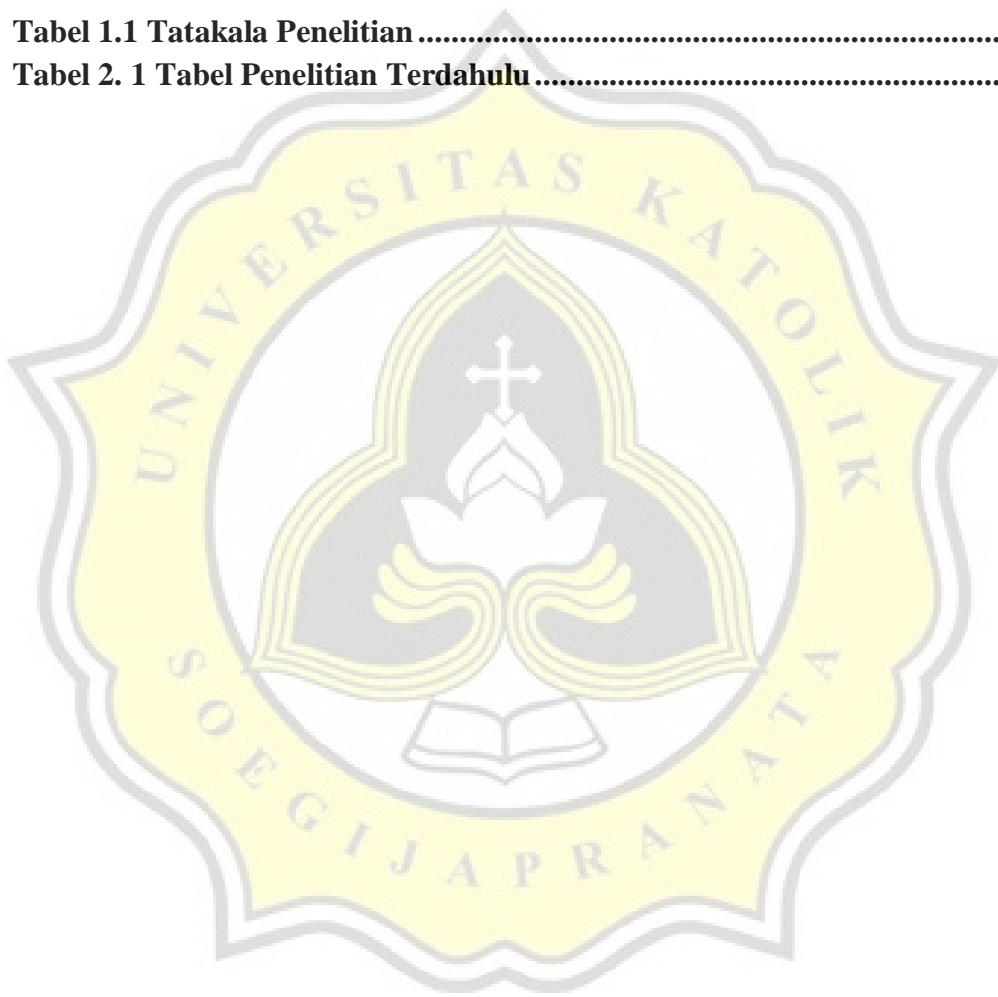 Tabel 1.1 Tatakala Penelitian ......................................................................
Tabel 2. 1 Tabel Penelitian Terdahulu ........................................................
UNIVERSITAS KATOLIK
SOEGIJAPRANATA